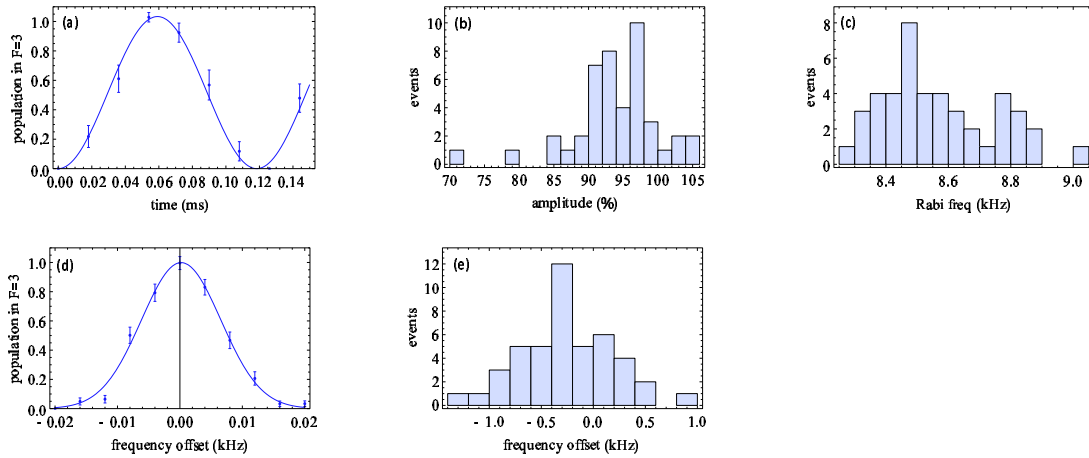 (a)
population in F=3
1.0
0.8
0.6
0.4
0.2
0.0
0.00 0.02 0.04 0.06 0.08 0.10 0.12 0.14
time (ms)
(b)
events
10
8
6
4
2
0
70 75 80 85 90 95 100 105
amplitude (%)
(c)
events
8
6
4
2
0
8.4 8.6 8.8 9.0
Rabi freq (kHz)
(d)
population in F=3
1.0
0.8
0.6
0.4
0.2
0.0
- 0.02 - 0.01 0.00 0.01 0.02
frequency offset (kHz)
(e)
events
12
10
8
6
4
2
0
- 1.0 - 0.5 0.0 0.5 1.0
frequency offset (kHz)